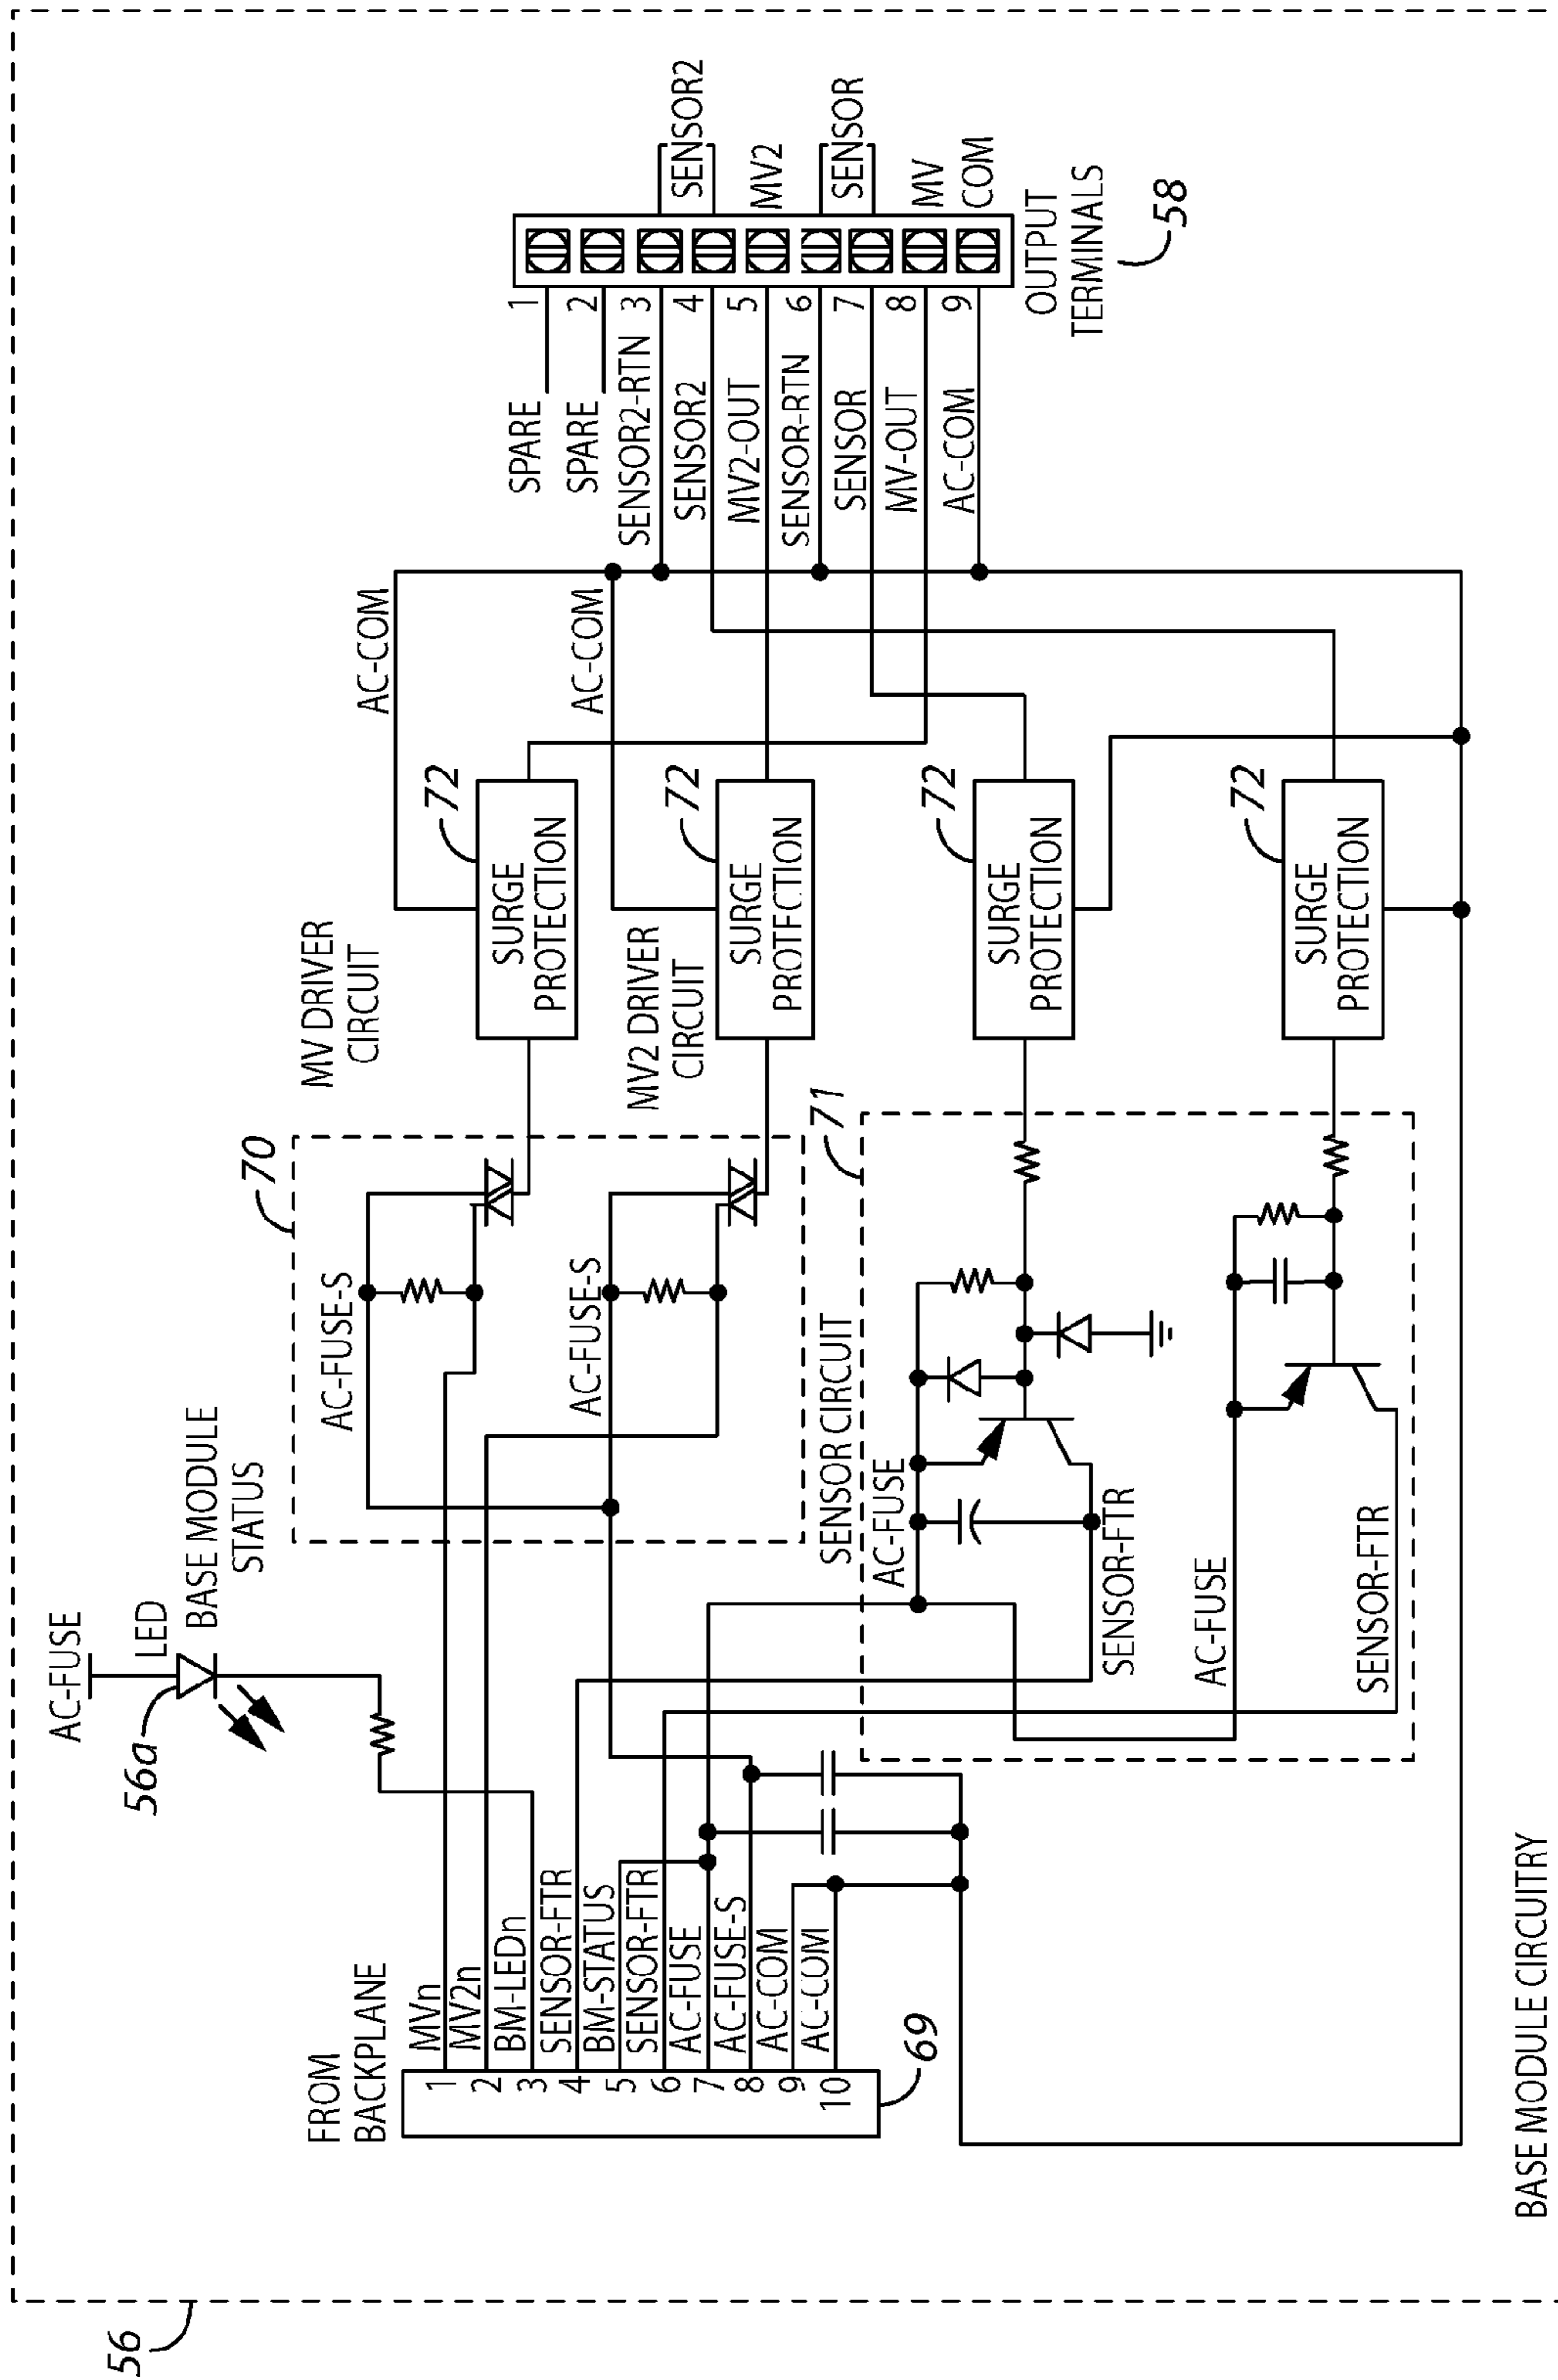 56
AC-FUSE
LED
56a
BASE MODULE
STATUS
FROM
BACKPLANE
1 MVn
2 MV2n
3 BM-LEDn
4 SENSOR-FTR
5 BM-STATUS
6 SENSOR-FTR
7 AC-FUSE
8 AC-FUSE-S
9 AC-COM
10 AC-COM
69
70
AC-FUSE-S
AC-FUSE-S
MV DRIVER
CIRCUIT
MV2 DRIVER
CIRCUIT
SURGE
PROTECTION
72
SURGE
PROTFCTION
72
AC-COM
AC-COM
SENSOR CIRCUIT
71
AC-FUSE
SENSOR-FTR
AC-FUSE
SENSOR-FTR
SURGE
PROTECTION
72
SURGE
PROTECTION
72
SPARE 1
SPARE 2
SENSOR2-RTN 3
SENSOR2 4
MV2-OUT 5
SENSOR-RTN 6
SENSOR 7
MV-OUT 8
AC-COM 9
SENSOR2
MV2
SENSOR
MV
COM
OUTPUT
TERMINALS
58
BASE MODULE CIRCUITRY